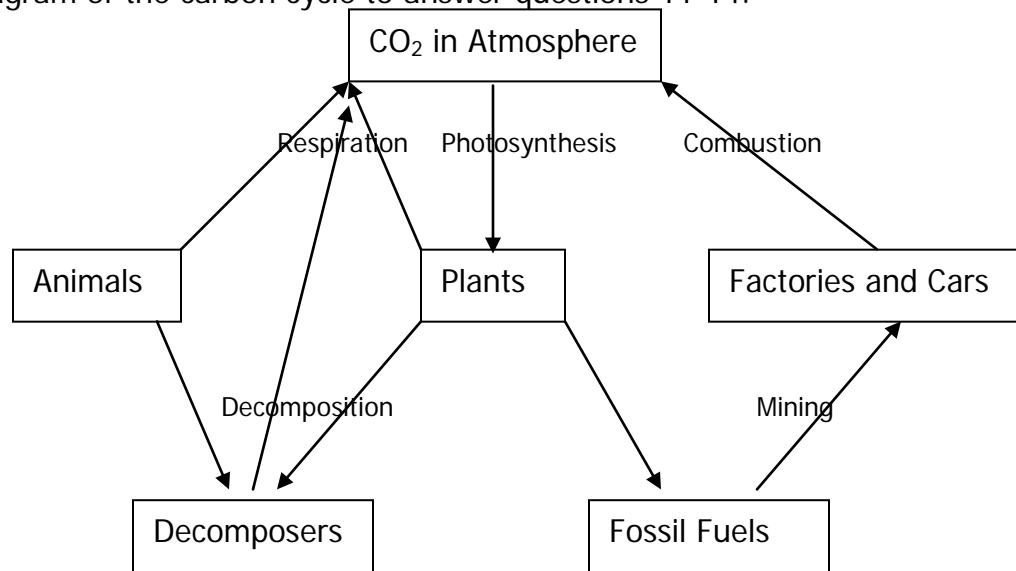 of the carbon cycle to answer questions
CO₂ in Atmosphere
Respiration Photosynthesis Combustion
Animals Plants Factories and Cars
Decomposition Mining
Decomposers Fossil Fuels